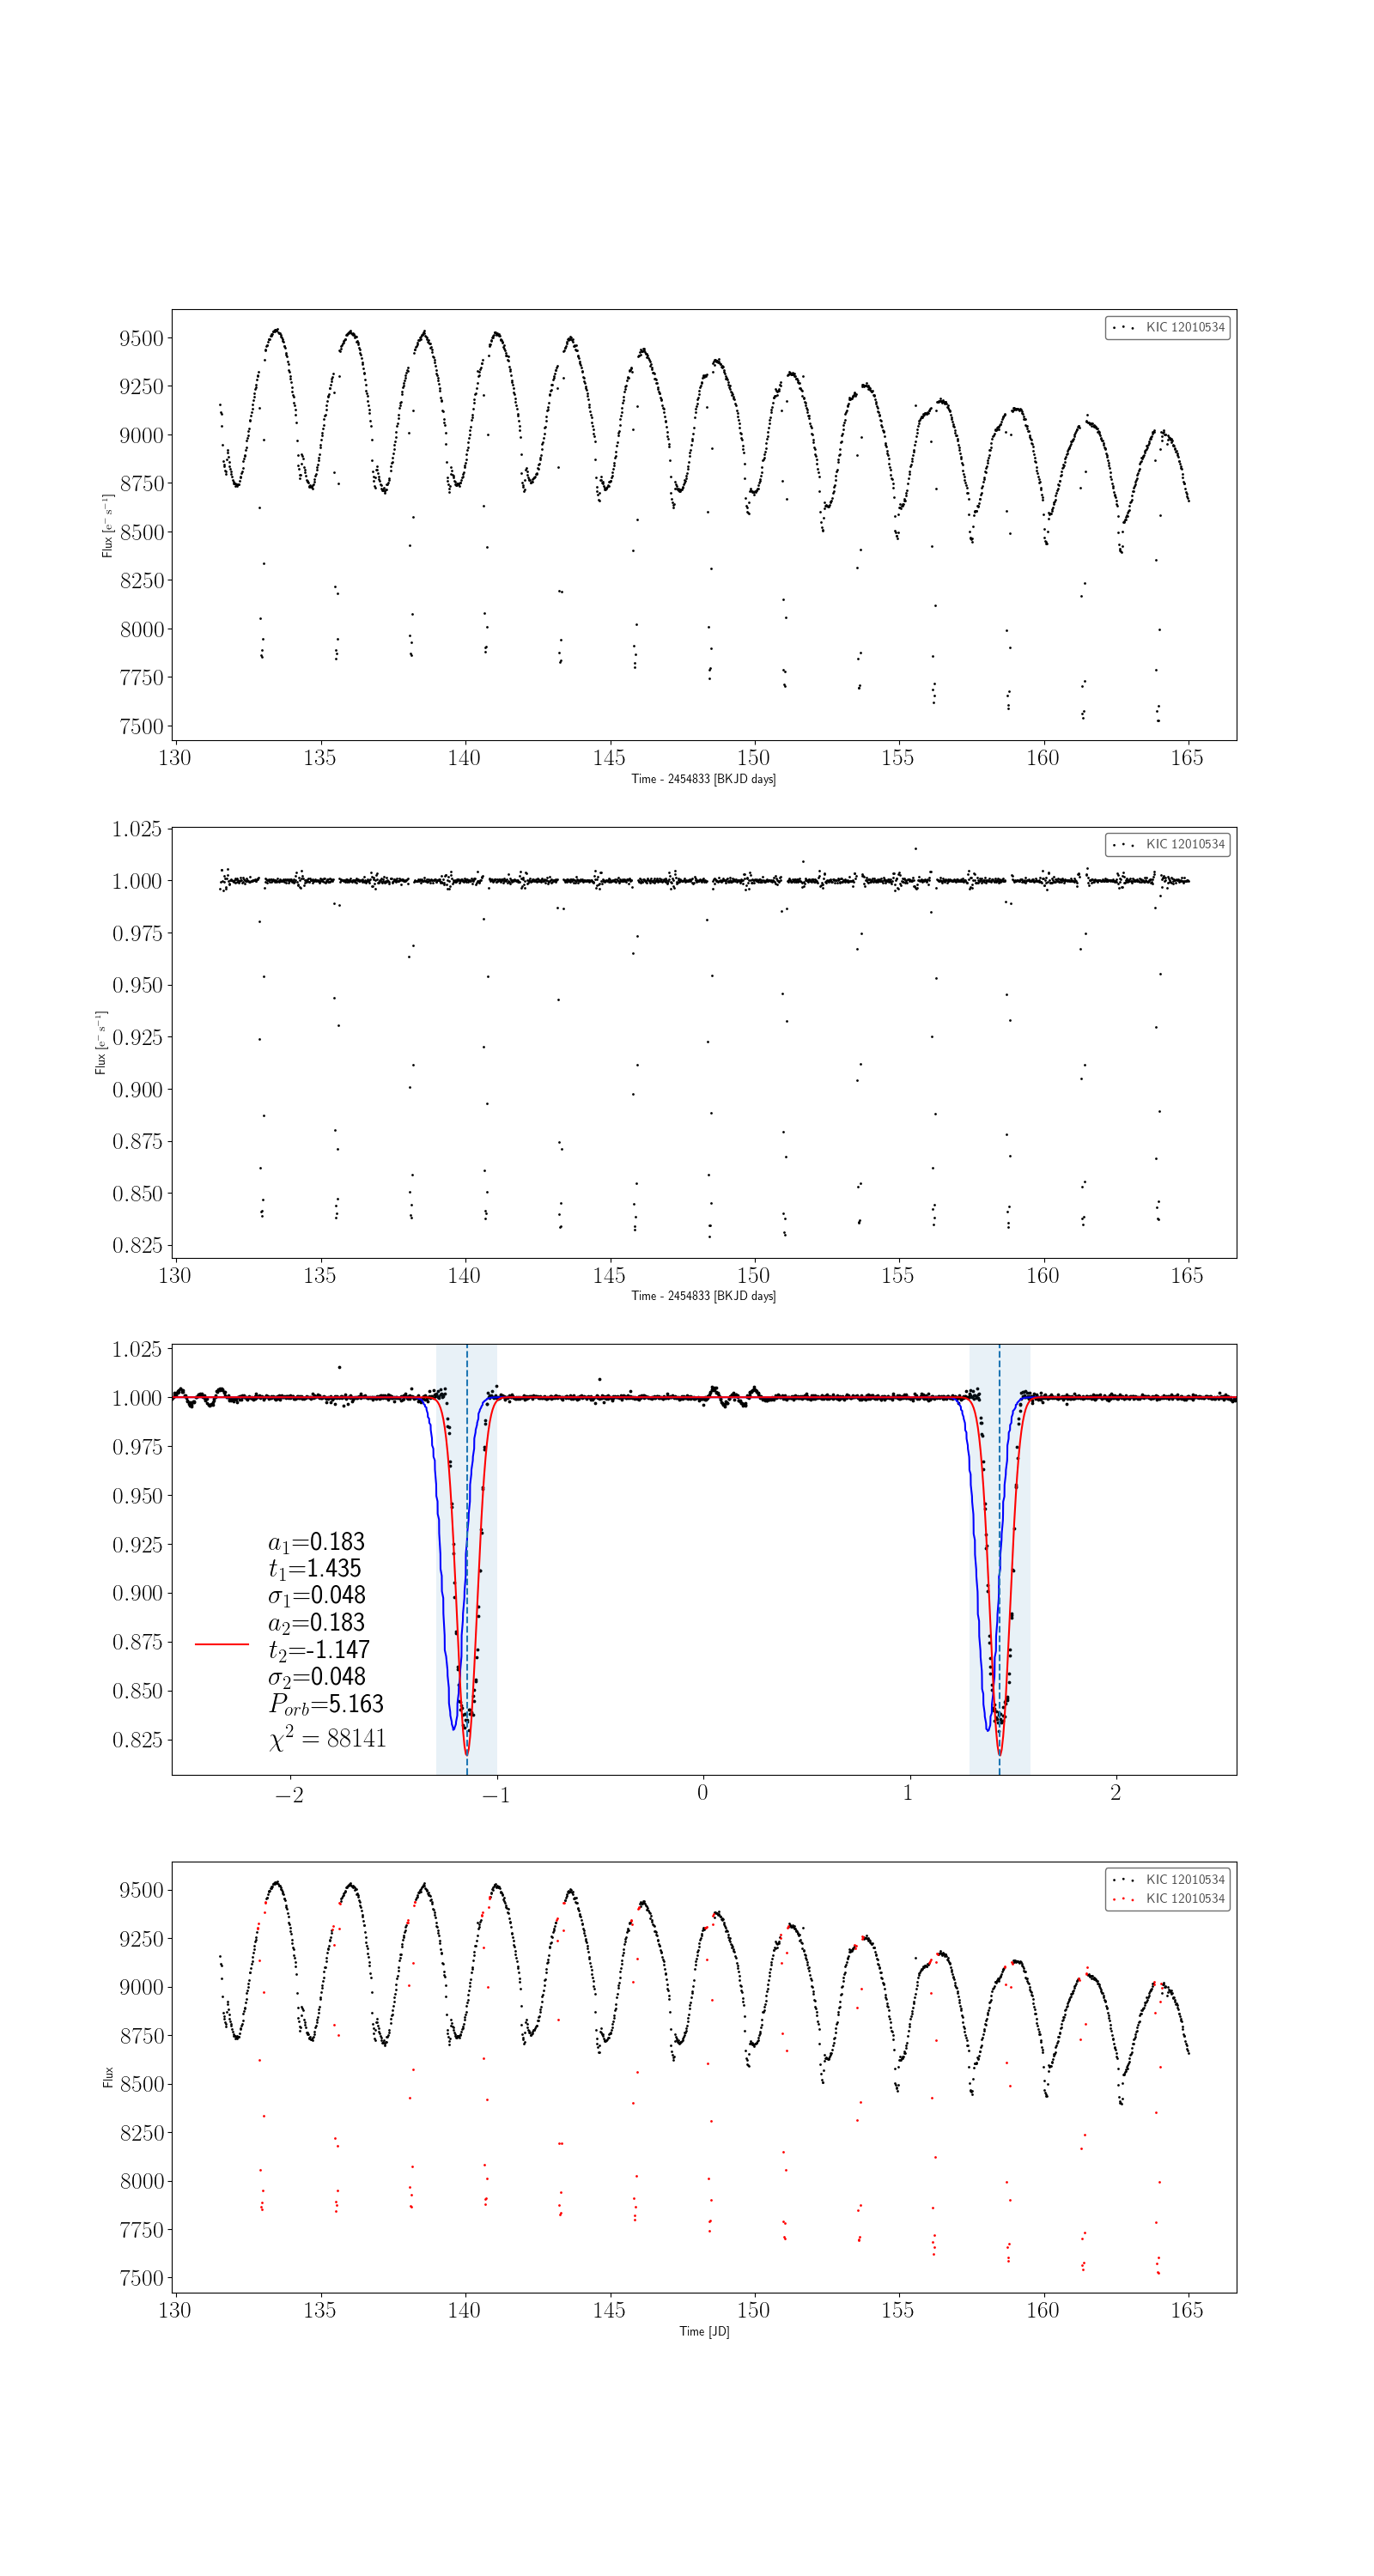 9500
9250
9000
8750
8500
8250
8000
7750
7500
Flux [e⁻ s⁻¹]
KIC 12010534
130 135 140 145 150 155 160 165
Time - 2454833 [BKJD days]
1.025
1.000
0.975
0.950
0.925
0.900
0.875
0.850
0.825
Flux [e⁻ s⁻¹]
KIC 12010534
130 135 140 145 150 155 160 165
Time - 2454833 [BKJD days]
1.025
1.000
0.975
0.950
0.925
0.900
0.875
0.850
0.825
a₁=0.183
t₁=1.435
σ₁=0.048
a₂=0.183
t₂=-1.147
σ₂=0.048
P_orb=5.163
χ² = 88141
−2 −1 0 1 2
9500
9250
9000
8750
8500
8250
8000
7750
7500
Flux
KIC 12010534
KIC 12010534
130 135 140 145 150 155 160 165
Time [JD]